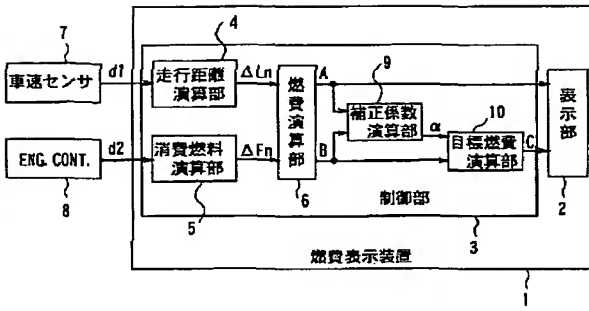 7
車速センサ
d1
4
走行距離
演算部
ΔLn
燃費演算部
6
A
9
補正係数
演算部
α
10
目標燃費
演算部
C
表示部
2
ENG. CONT.
8
d2
消費燃料
演算部
5
ΔFn
B
制御部
3
燃費表示装置
1